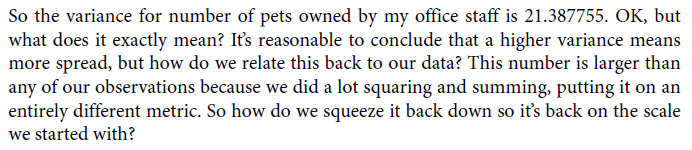 So the variance for number of pets owned by my office staff is 21.387755. OK, but
what does it exactly mean? It's reasonable to conclude that a higher variance means
more spread, but how do we relate this back to our data? This number is larger than
any of our observations because we did a lot squaring and summing, putting it on an
entirely different metric. So how do we squeeze it back down so it's back on the scale
we started with?